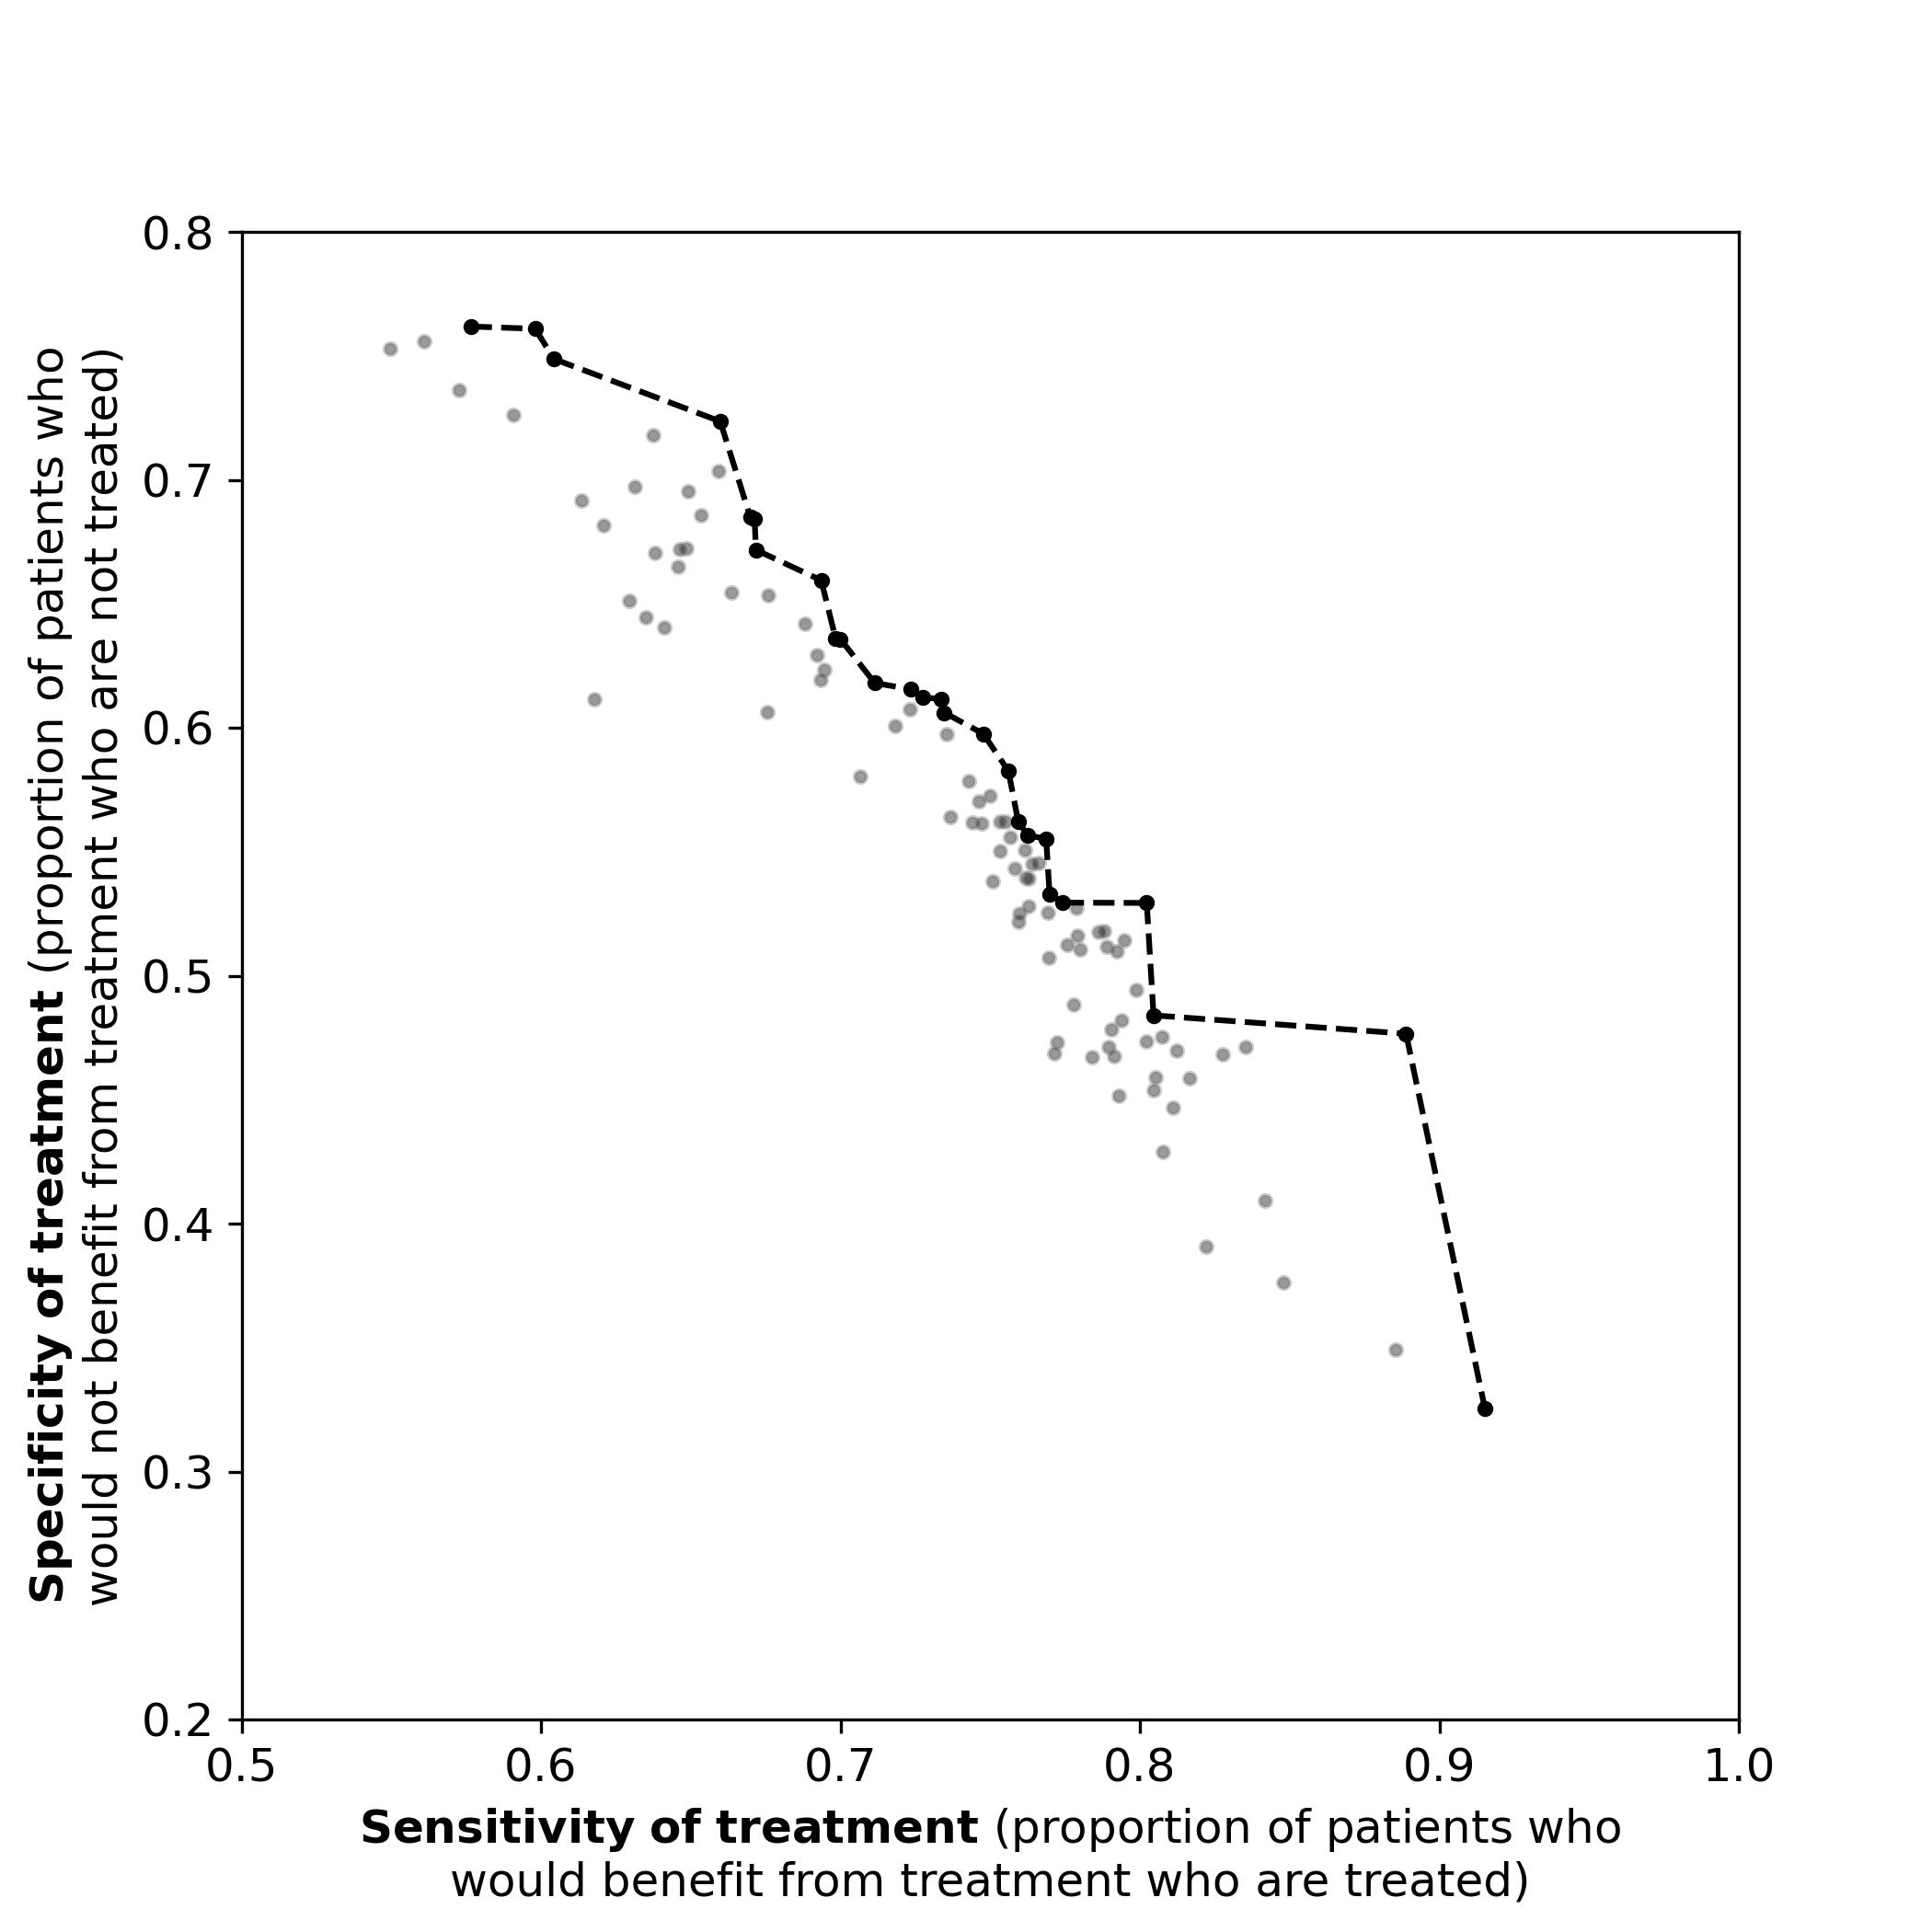 Specificity of treatment (proportion of patients who
would not benefit from treatment who are not treated)
0.8
0.7
0.6
0.5
0.4
0.3
0.2
0.5 0.6 0.7 0.8 0.9 1.0
Sensitivity of treatment (proportion of patients who
would benefit from treatment who are treated)